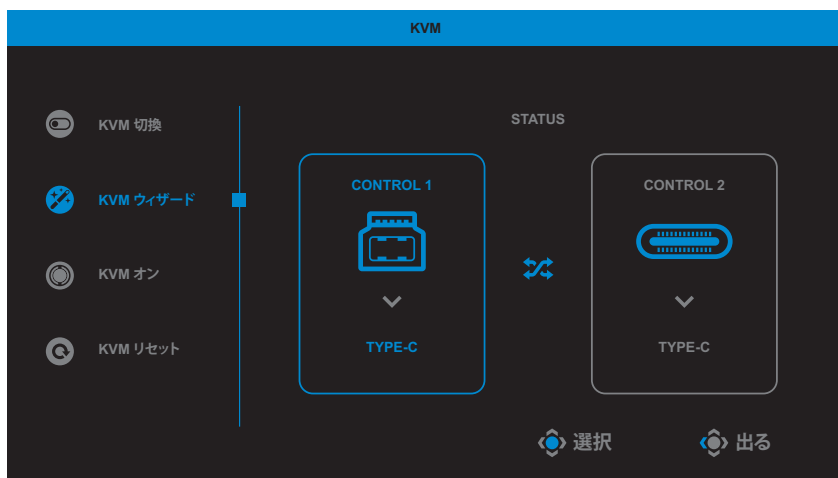 KVM
KVM 切換
KVM ウィザード
KVM オン
KVM リセット
STATUS
CONTROL 1
TYPE-C
CONTROL 2
TYPE-C
選択
出る